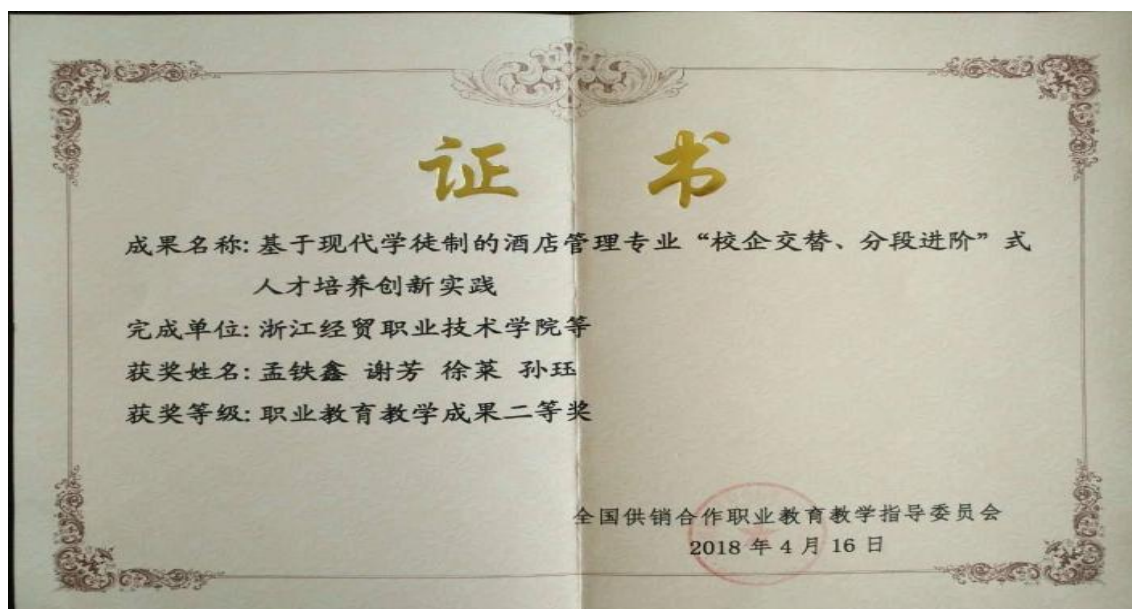 证 书
成果名称: 基于现代学徒制的酒店管理专业“校企交替、分段进阶”式
人才培养创新实践
完成单位: 浙江经贸职业技术学院等
获奖姓名: 孟铁鑫 谢芳 徐莱 孙珏
获奖等级: 职业教育教学成果二等奖
全国供销合作职业教育教学指导委员会
2018 年 4 月 16 日